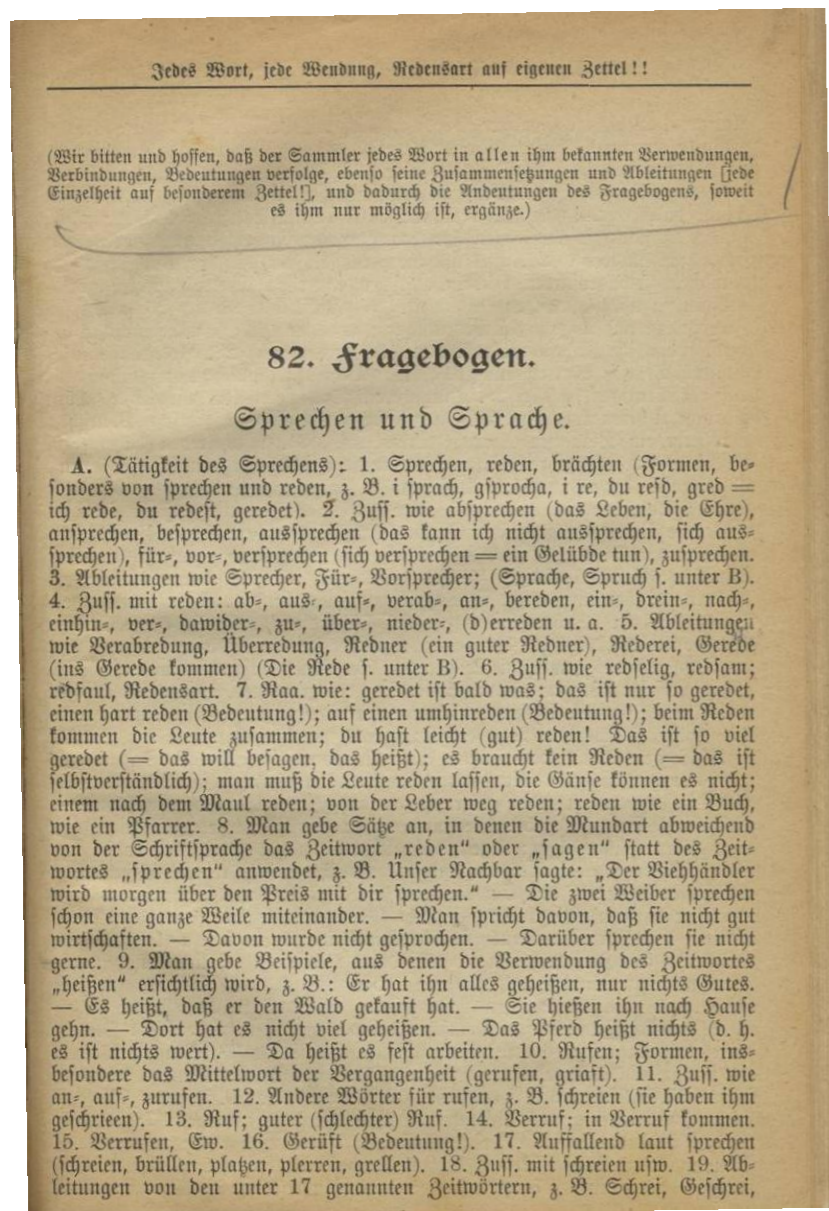 Jedes Wort, jede Wendung, Redensart auf eigenen Zettel!!
(Wir bitten und hoffen, daß der Sammler jedes Wort in allen ihm bekannten Verwendungen,
Verbindungen, Bedeutungen verfolge, ebenso seine Zusammensetzungen und Ableitungen [jede
Einzelheit auf besonderem Zettel!], und dadurch die Andeutungen des Fragebogens, soweit
es ihm nur möglich ist, ergänze.)
82. Fragebogen.
Sprechen und Sprache.
A. (Tätigkeit des Sprechens): 1. Sprechen, reden, brächten (Formen, be-
sonders von sprechen und reden, z. B. i sprach, gsprocha, i re, du resd, gred =
ich rede, du redest, geredet). 2. Zuss. wie absprechen (das Leben, die Ehre),
ansprechen, besprechen, aussprechen (das kann ich nicht aussprechen, sich aus-
sprechen), für-, vor-, versprechen (sich versprechen = ein Gelübde tun), zusprechen.
3. Ableitungen wie Sprecher, Für-, Vorsprecher; (Sprache, Spruch s. unter B).
4. Zuss. mit reden: ab-, aus-, auf-, verab-, an-, bereden, ein-, drein-, nach-,
einhin-, ver-, dawider-, zu-, über-, nieder-, (d)erreden u. a. 5. Ableitungen
wie Verabredung, Überredung, Redner (ein guter Redner), Rederei, Gerede
(ins Gerede kommen) (Die Rede s. unter B). 6. Zuss. wie redselig, redsam;
redfaul, Redensart. 7. Raa. wie: geredet ist bald was; das ist nur so geredet,
einen hart reden (Bedeutung!); auf einen umhinreden (Bedeutung!); beim Reden
kommen die Leute zusammen; du hast leicht (gut) reden! Das ist so viel
geredet (= das will besagen, das heißt); es braucht kein Reden (= das ist
selbstverständlich); man muß die Leute reden lassen, die Gänse können es nicht;
einem nach dem Maul reden; von der Leber weg reden; reden wie ein Buch,
wie ein Pfarrer. 8. Man gebe Sätze an, in denen die Mundart abweichend
von der Schriftsprache das Zeitwort „reden“ oder „sagen“ statt des Zeit-
wortes „sprechen“ anwendet, z. B. Unser Nachbar sagte: „Der Viehhändler
wird morgen über den Preis mit dir sprechen.“ — Die zwei Weiber sprechen
schon eine ganze Weile miteinander. — Man spricht davon, daß sie nicht gut
wirtschaften. — Davon wurde nicht gesprochen. — Darüber sprechen sie nicht
gerne. 9. Man gebe Beispiele, aus denen die Verwendung des Zeitwortes
„heißen“ ersichtlich wird, z. B.: Er hat ihn alles geheißen, nur nichts Gutes.
— Es heißt, daß er den Wald gekauft hat. — Sie hießen ihn nach Hause
gehn. — Dort hat es nicht viel geheißen. — Das Pferd heißt nichts (d. h.
es ist nichts wert). — Da heißt es fest arbeiten. 10. Rufen; Formen, ins-
besondere das Mittelwort der Vergangenheit (gerufen, griaft). 11. Zuss. wie
an-, auf-, zurufen. 12. Andere Wörter für rufen, z. B. schreien (sie haben ihm
geschrieen). 13. Ruf; guter (schlechter) Ruf. 14. Verruf; in Verruf kommen.
15. Verrufen, Ew. 16. Gerüft (Bedeutung!). 17. Auffallend laut sprechen
(schreien, brüllen, platzen, plerren, grellen). 18. Zuss. mit schreien usw. 19. Ab-
leitungen von den unter 17 genannten Zeitwörtern, z. B. Schrei, Geschrei,